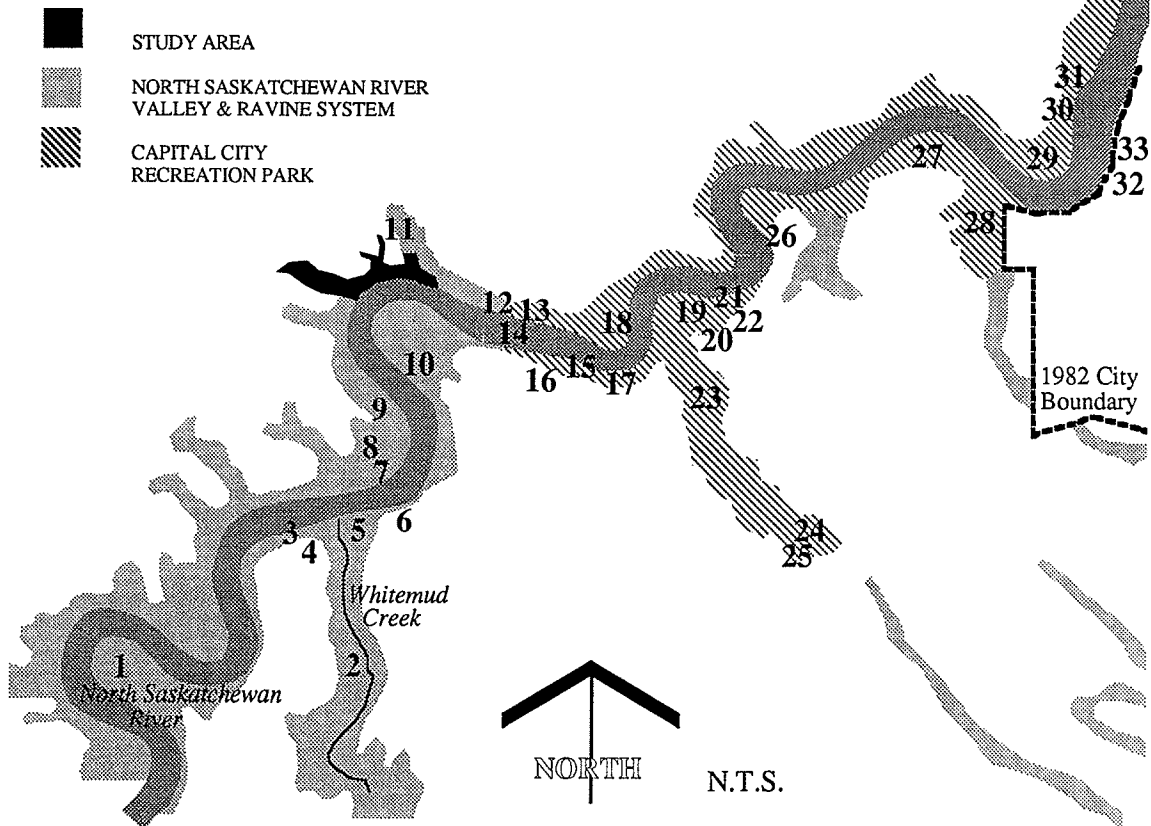 STUDY AREA
NORTH SASKATCHEWAN RIVER
VALLEY & RAVINE SYSTEM
CAPITAL CITY
RECREATION PARK
31
30
33
29
32
27
28
11
26
12
13
14
18
19
21
22
20
10
16
15
17
1982 City
Boundary
9
23
8
7
6
3
5
4
24
25
Whitemud
Creek
1
2
North Saskatchewan
River
NORTH
N.T.S.